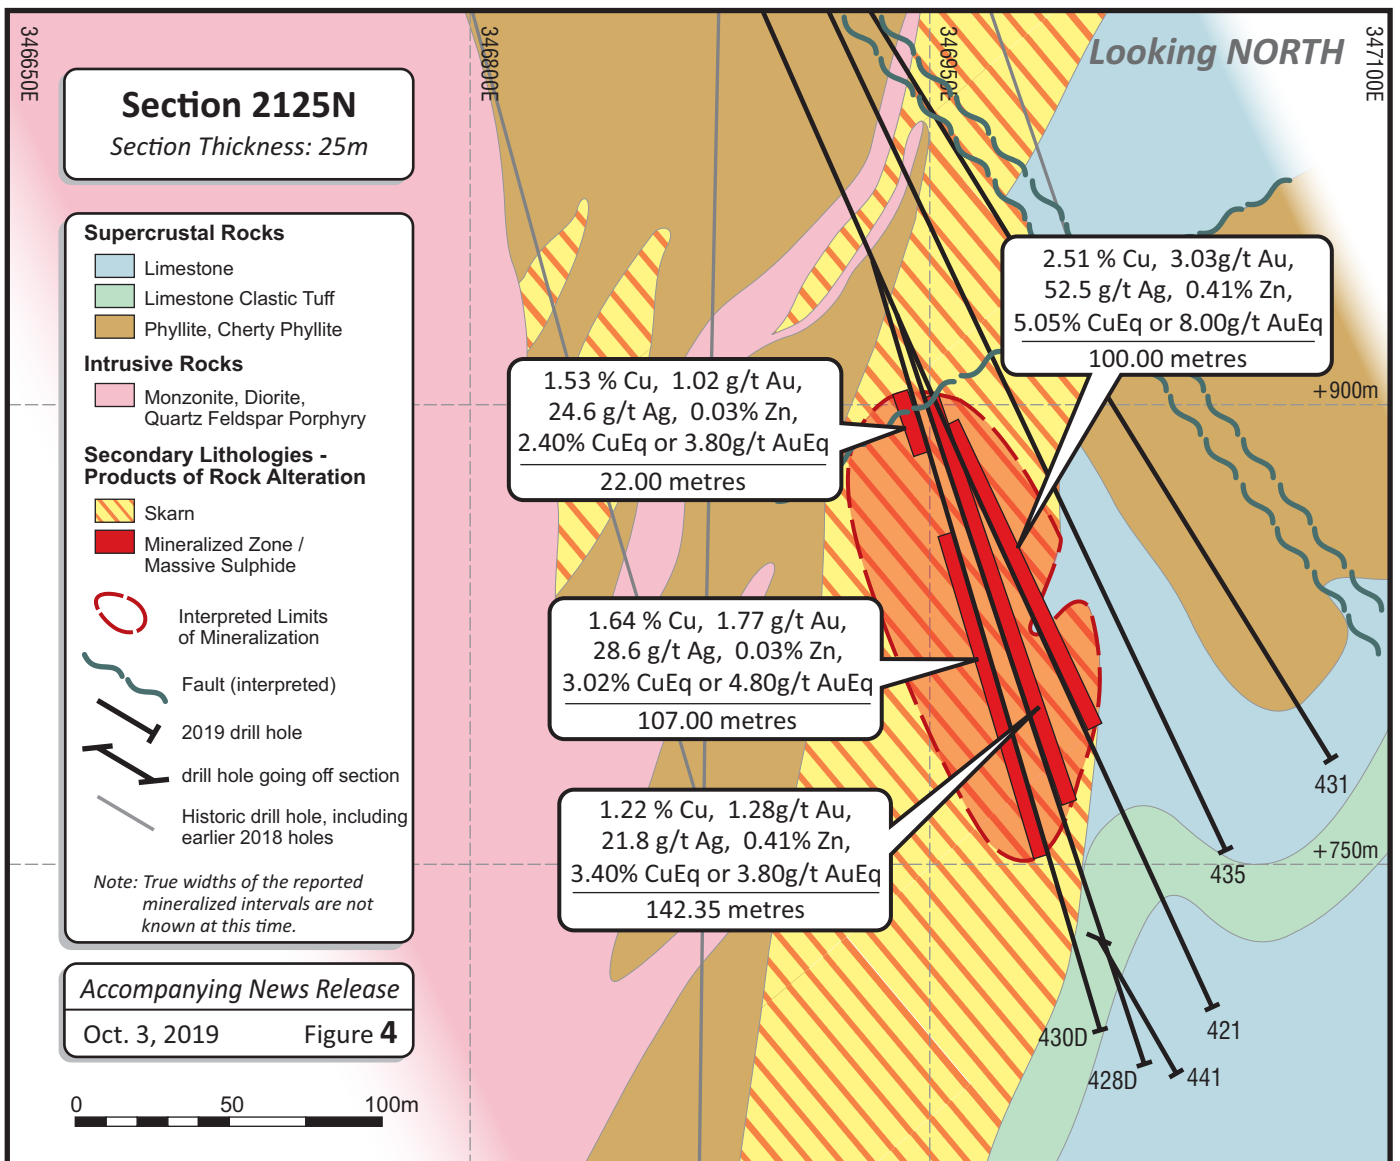 346650E
346800E
346950E
347100E
Looking NORTH
Section 2125N
Section Thickness: 25m
Supercrustal Rocks
Limestone
Limestone Clastic Tuff
Phyllite, Cherty Phyllite
Intrusive Rocks
Monzonite, Diorite,
Quartz Feldspar Porphyry
Secondary Lithologies -
Products of Rock Alteration
Skarn
Mineralized Zone /
Massive Sulphide
Interpreted Limits
of Mineralization
Fault (interpreted)
2019 drill hole
drill hole going off section
Historic drill hole, including
earlier 2018 holes
Note: True widths of the reported
mineralized intervals are not
known at this time.
Accompanying News Release
Oct. 3, 2019 Figure 4
0 50 100m
2.51 % Cu, 3.03g/t Au,
52.5 g/t Ag, 0.41% Zn,
5.05% CuEq or 8.00g/t AuEq
100.00 metres
1.53 % Cu, 1.02 g/t Au,
24.6 g/t Ag, 0.03% Zn,
2.40% CuEq or 3.80g/t AuEq
22.00 metres
+900m
1.64 % Cu, 1.77 g/t Au,
28.6 g/t Ag, 0.03% Zn,
3.02% CuEq or 4.80g/t AuEq
107.00 metres
1.22 % Cu, 1.28g/t Au,
21.8 g/t Ag, 0.41% Zn,
3.40% CuEq or 3.80g/t AuEq
142.35 metres
431
+750m
435
421
430D
428D
441